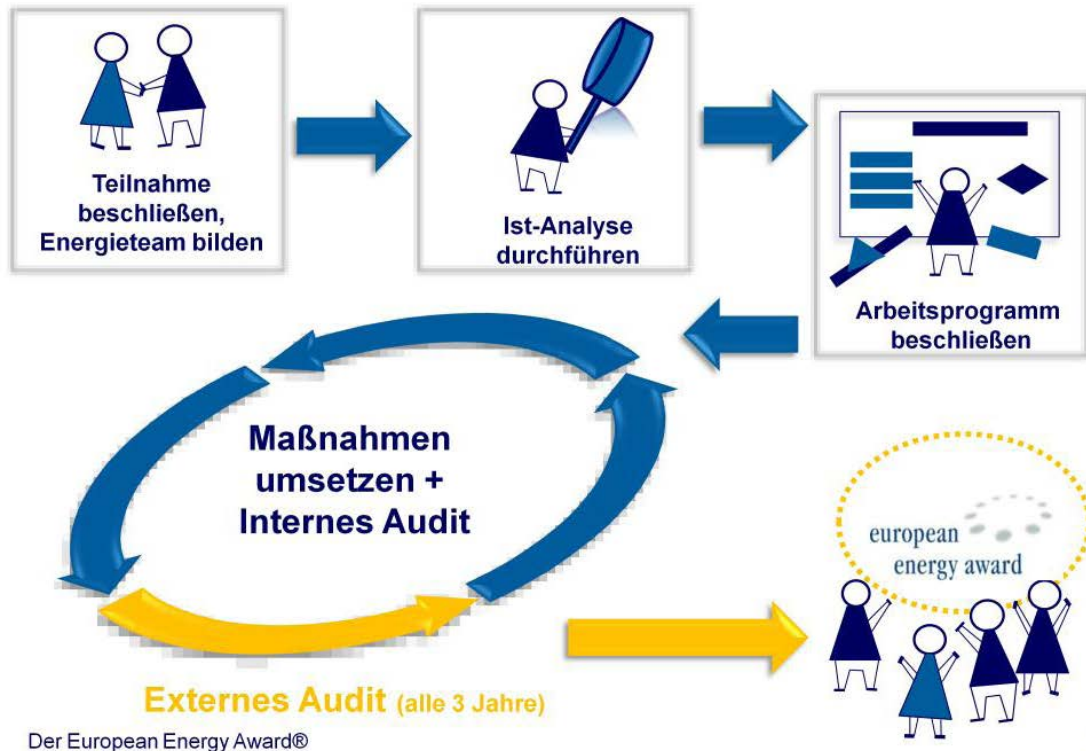 Teilnahme
beschließen,
Energieteam bilden
Ist-Analyse
durchführen
Arbeitsprogramm
beschließen
Maßnahmen
umsetzen +
Internes Audit
european
energy award
Externes Audit (alle 3 Jahre)
Der European Energy Award®